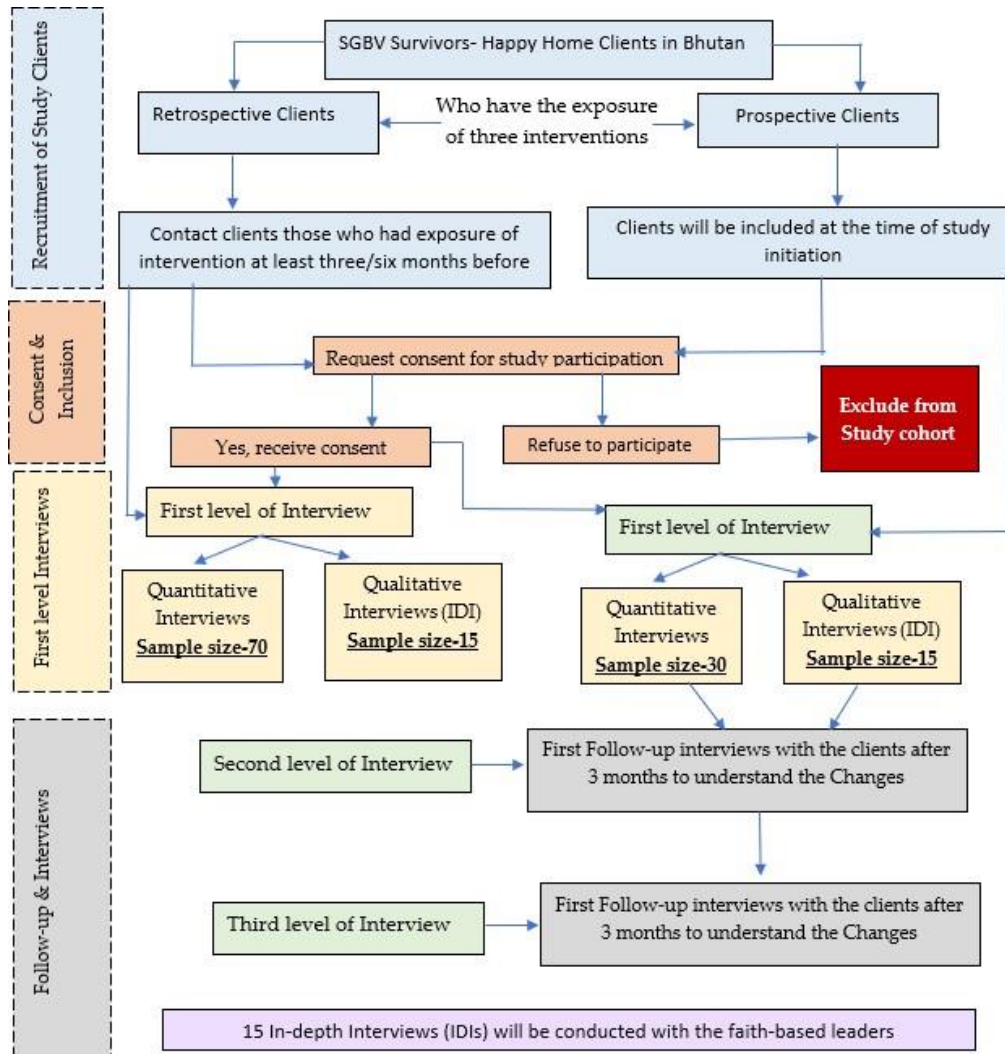 Recruitment of Study Clients
SGBV Survivors- Happy Home Clients in Bhutan
Retrospective Clients
Who have the exposure
of three interventions
Prospective Clients
Contact clients those who had exposure of
intervention at least three/six months before
Clients will be included at the time of study
initiation
Consent &
Inclusion
Request consent for study participation
Yes, receive consent
Refuse to participate
Exclude from
Study cohort
First level Interviews
First level of Interview
First level of Interview
Quantitative
Interviews
Sample size-70
Qualitative
Interviews (IDI)
Sample size-15
Quantitative
Interviews
Sample size-30
Qualitative
Interviews (IDI)
Sample size-15
Follow-up & Interviews
Second level of Interview
First Follow-up interviews with the clients after
3 months to understand the Changes
Third level of Interview
First Follow-up interviews with the clients after
3 months to understand the Changes
15 In-depth Interviews (IDIs) will be conducted with the faith-based leaders